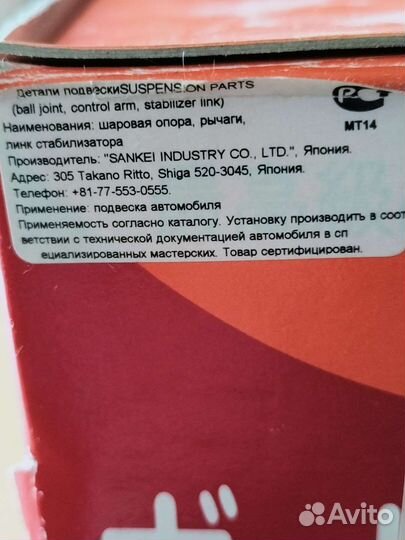 Детали подвескиSUSPENSION PARTS
(ball joint, control arm, stabilizer link)
Наименования: шаровая опора, рычаги,
линк стабилизатора
МТ14
Производитель: "SANKEI INDUSTRY CO., LTD.", Япония.
Адрес: 305 Takano Ritto, Shiga 520-3045, Япония.
Телефон: +81-77-553-0555.
Применение: подвеска автомобиля
Применяемость согласно каталогу. Установку производить в соот
ветствии с технической документацией автомобиля в сп
ециализированных мастерских. Товар сертифицирован.
Avito